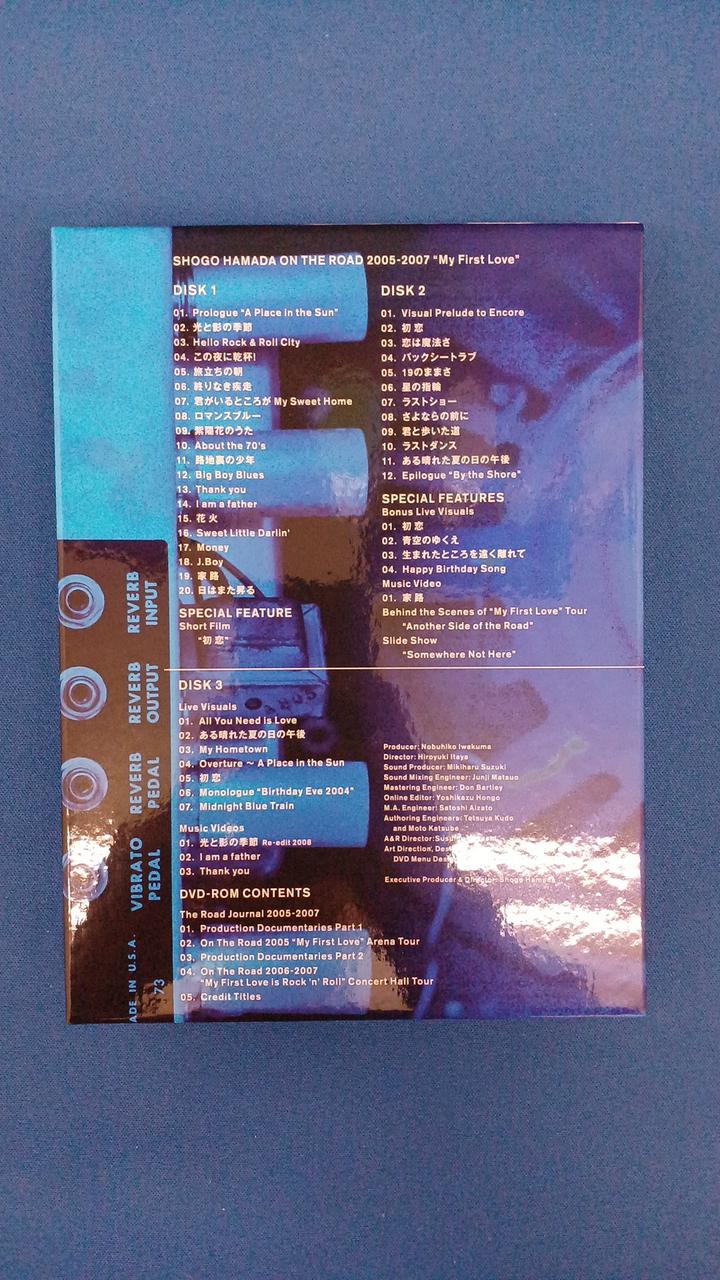 SHOGO HAMADA ON THE ROAD 2005-2007 "My First Love"
DISK 1
01. Prologue "A Place in the Sun"
02. 光と影の季節
03. Hello Rock & Roll City
04. この夜に乾杯!
05. 旅立ちの朝
06. 終りなき疾走
07. 君がいるところが My Sweet Home
08. ロマンスブルー
09. 紫陽花のうた
10. About the 70's
11. 路地裏の少年
12. Big Boy Blues
13. Thank you
14. I am a father
15. 花火
16. Sweet Little Darlin'
17. Money
18. J.Boy
19. 家路
20. 日はまた昇る
SPECIAL FEATURE
Short Film
"初恋"
DISK 2
01. Visual Prelude to Encore
02. 初恋
03. 恋は魔法さ
04. バックシートラブ
05. 19のままさ
06. 星の指輪
07. ラストショー
08. さよならの前に
09. 君と歩いた道
10. ラストダンス
11. ある晴れた夏の日の午後
12. Epilogue "By the Shore"
SPECIAL FEATURES
Bonus Live Visuals
01. 初恋
02. 青空のゆくえ
03. 生まれたところを遠く離れて
04. Happy Birthday Song
Music Video
01. 家路
Behind the Scenes of "My First Love" Tour
"Another Side of the Road"
Slide Show
"Somewhere Not Here"
DISK 3
Live Visuals
01. All You Need is Love
02. ある晴れた夏の日の午後
03. My Hometown
04. Overture ～ A Place in the Sun
05. 初恋
06. Monologue "Birthday Eve 2004"
07. Midnight Blue Train
Music Videos
01. 光と影の季節 Re-edit 2008
02. I am a father
03. Thank you
DVD-ROM CONTENTS
The Road Journal 2005-2007
01. Production Documentaries Part 1
02. On The Road 2005 "My First Love" Arena Tour
03. Production Documentaries Part 2
04. On The Road 2006-2007
"My First Love is Rock 'n' Roll" Concert Hall Tour
05. Credit Titles
Producer: Nobuhiko Iwakuma
Director: Hiroyuki Itaya
Sound Producer: Mikiharu Suzuki
Sound Mixing Engineer: Junji Matsuo
Mastering Engineer: Don Bartley
Online Editor: Yoshikazu Hongo
M.A. Engineer: Satoshi Aizato
Authoring Engineers: Tetsuya Kudo
and Moto Katsube
A&R Director:
Art Direction,
DVD Menu
Executive Producer & Director: Shogo Hamada
REVERB
INPUT
REVERB
OUTPUT
REVERB
PEDAL
VIBRATO
PEDAL
ADE IN U.S.A.
73